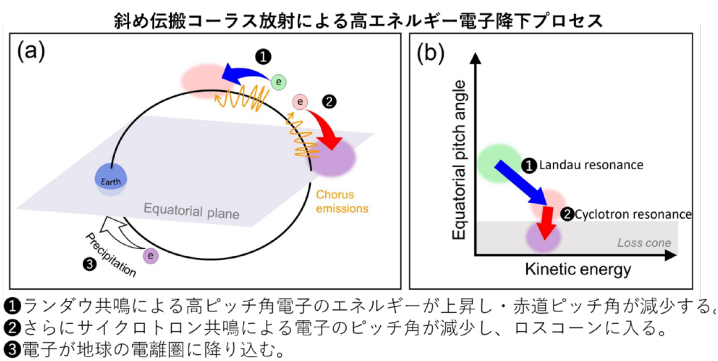 斜め伝搬コーラス放射による高エネルギー電子降下プロセス
(a)
❶
e
e
❷
Earth
Equatorial plane
Chorus
emissions
Precipitation
❸
e
(b)
Equatorial pitch angle
❶ Landau resonance
❷ Cyclotron resonance
Loss cone
Kinetic energy
❶ランダウ共鳴による高ピッチ角電子のエネルギーが上昇し・赤道ピッチ角が減少する。
❷さらにサイクロトロン共鳴による電子のピッチ角が減少し、ロスコーンに入る。
❸電子が地球の電離圏に降り込む。